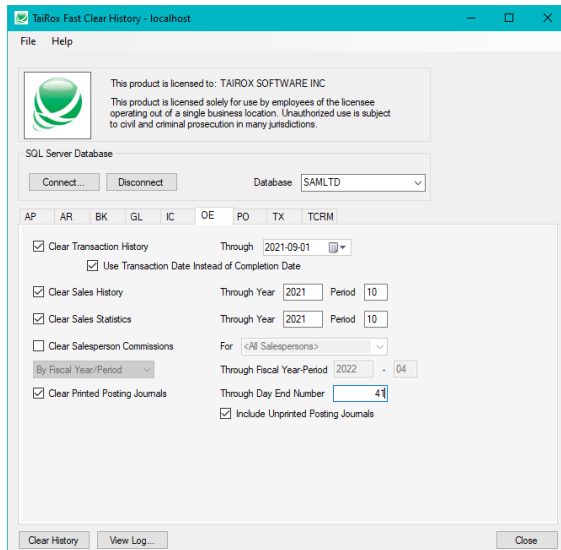 TaiRox Fast Clear History - localhost
File Help
This product is licensed to: TAIROX SOFTWARE INC
This product is licensed solely for use by employees of the licensee
operating out of a single business location. Unauthorized use is subject
to civil and criminal prosecution in many jurisdictions.
SQL Server Database
Connect... Disconnect Database SAMLTD
AP AR BK GL IC OE PO TX TCRM
Clear Transaction History Through 2021-09-01
Use Transaction Date Instead of Completion Date
Clear Sales History Through Year 2021 Period 10
Clear Sales Statistics Through Year 2021 Period 10
Clear Salesperson Commissions For <All Salespersons>
By Fiscal Year/Period Through Fiscal Year-Period 2022 - 04
Clear Printed Posting Journals Through Day End Number 41
Include Unprinted Posting Journals
Clear History View Log... Close